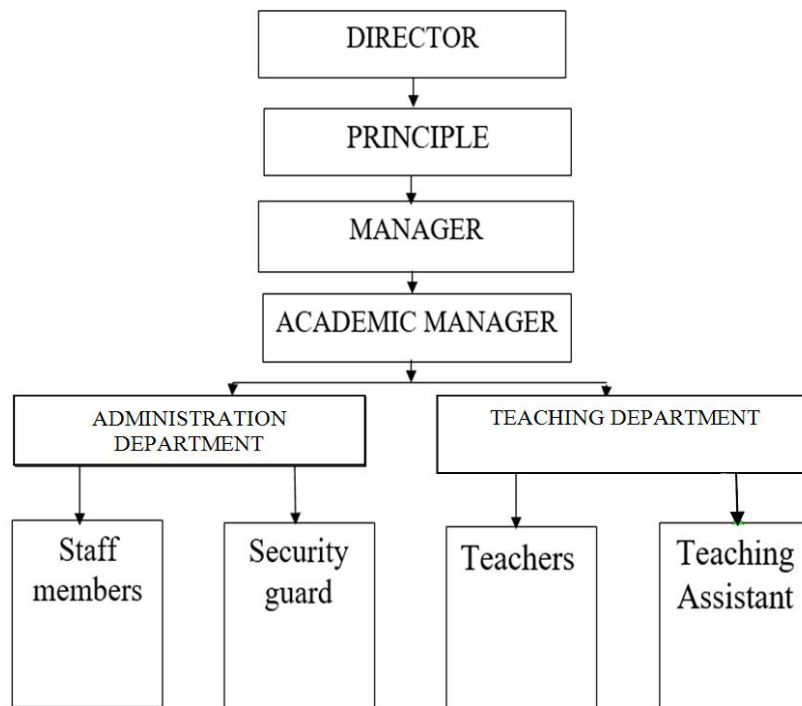 DIRECTOR
PRINCIPLE
MANAGER
ACADEMIC MANAGER
ADMINISTRATION
DEPARTMENT
TEACHING DEPARTMENT
Staff
members
Security
guard
Teachers
Teaching
Assistant